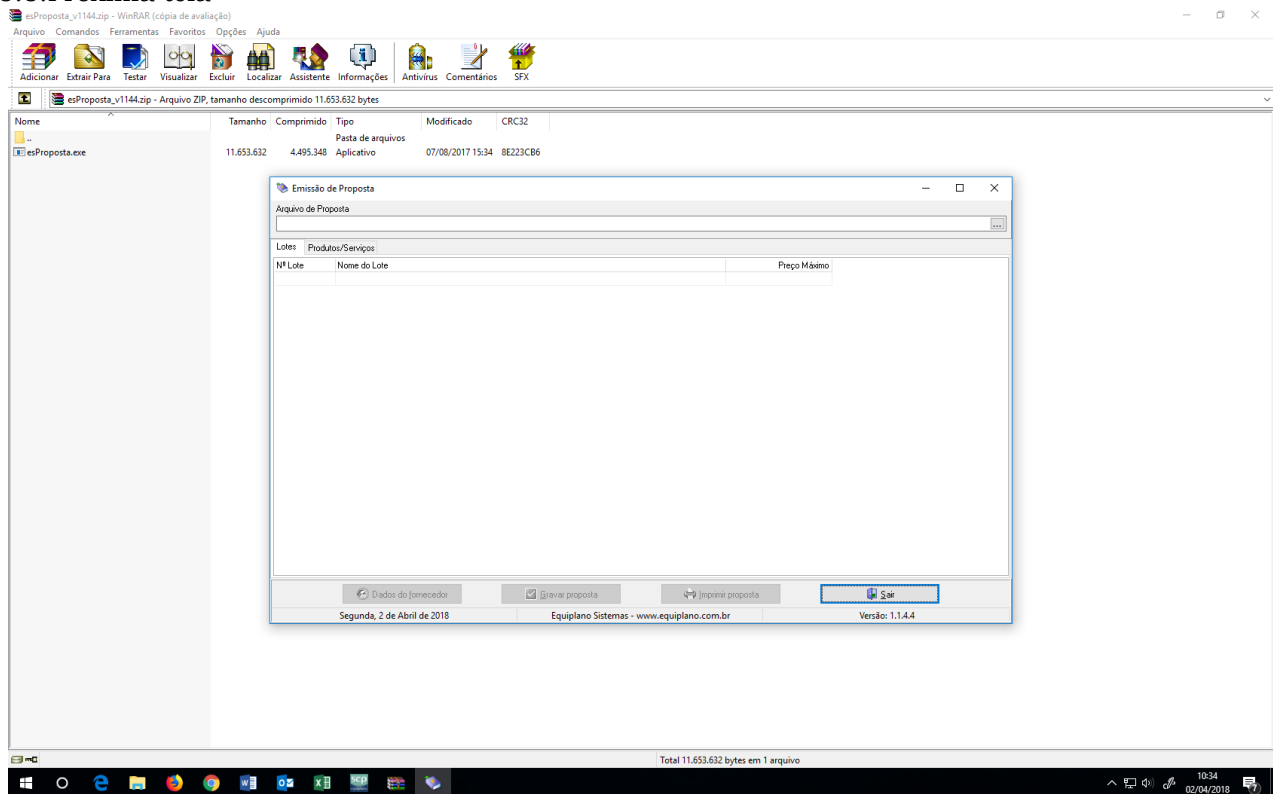 esProposta_v1144.zip - WinRAR (cópia de avaliação)
Arquivo Comandos Ferramentas Favoritos Opções Ajuda
Adicionar Extrair Para Testar Visualizar Excluir Localizar Assistente Informações Antivírus Comentários SFX
esProposta_v1144.zip - Arquivo ZIP, tamanho descomprimido 11.653.632 bytes
Nome Tamanho Comprimido Tipo Modificado CRC32
.. Pasta de arquivos
esProposta.exe 11.653.632 4.495.348 Aplicativo 07/08/2017 15:34 8E223CB6
Emissão de Proposta
Arquivo de Proposta
...
Lotes Produtos/Serviços
Nº Lote Nome do Lote Preço Máximo
Dados do fornecedor Gravar proposta Imprimir proposta Sair
Segunda, 2 de Abril de 2018 Equiplano Sistemas - www.equiplano.com.br Versão: 1.1.4.4
Total 11.653.632 bytes em 1 arquivo
scp
10:34
02/04/2018